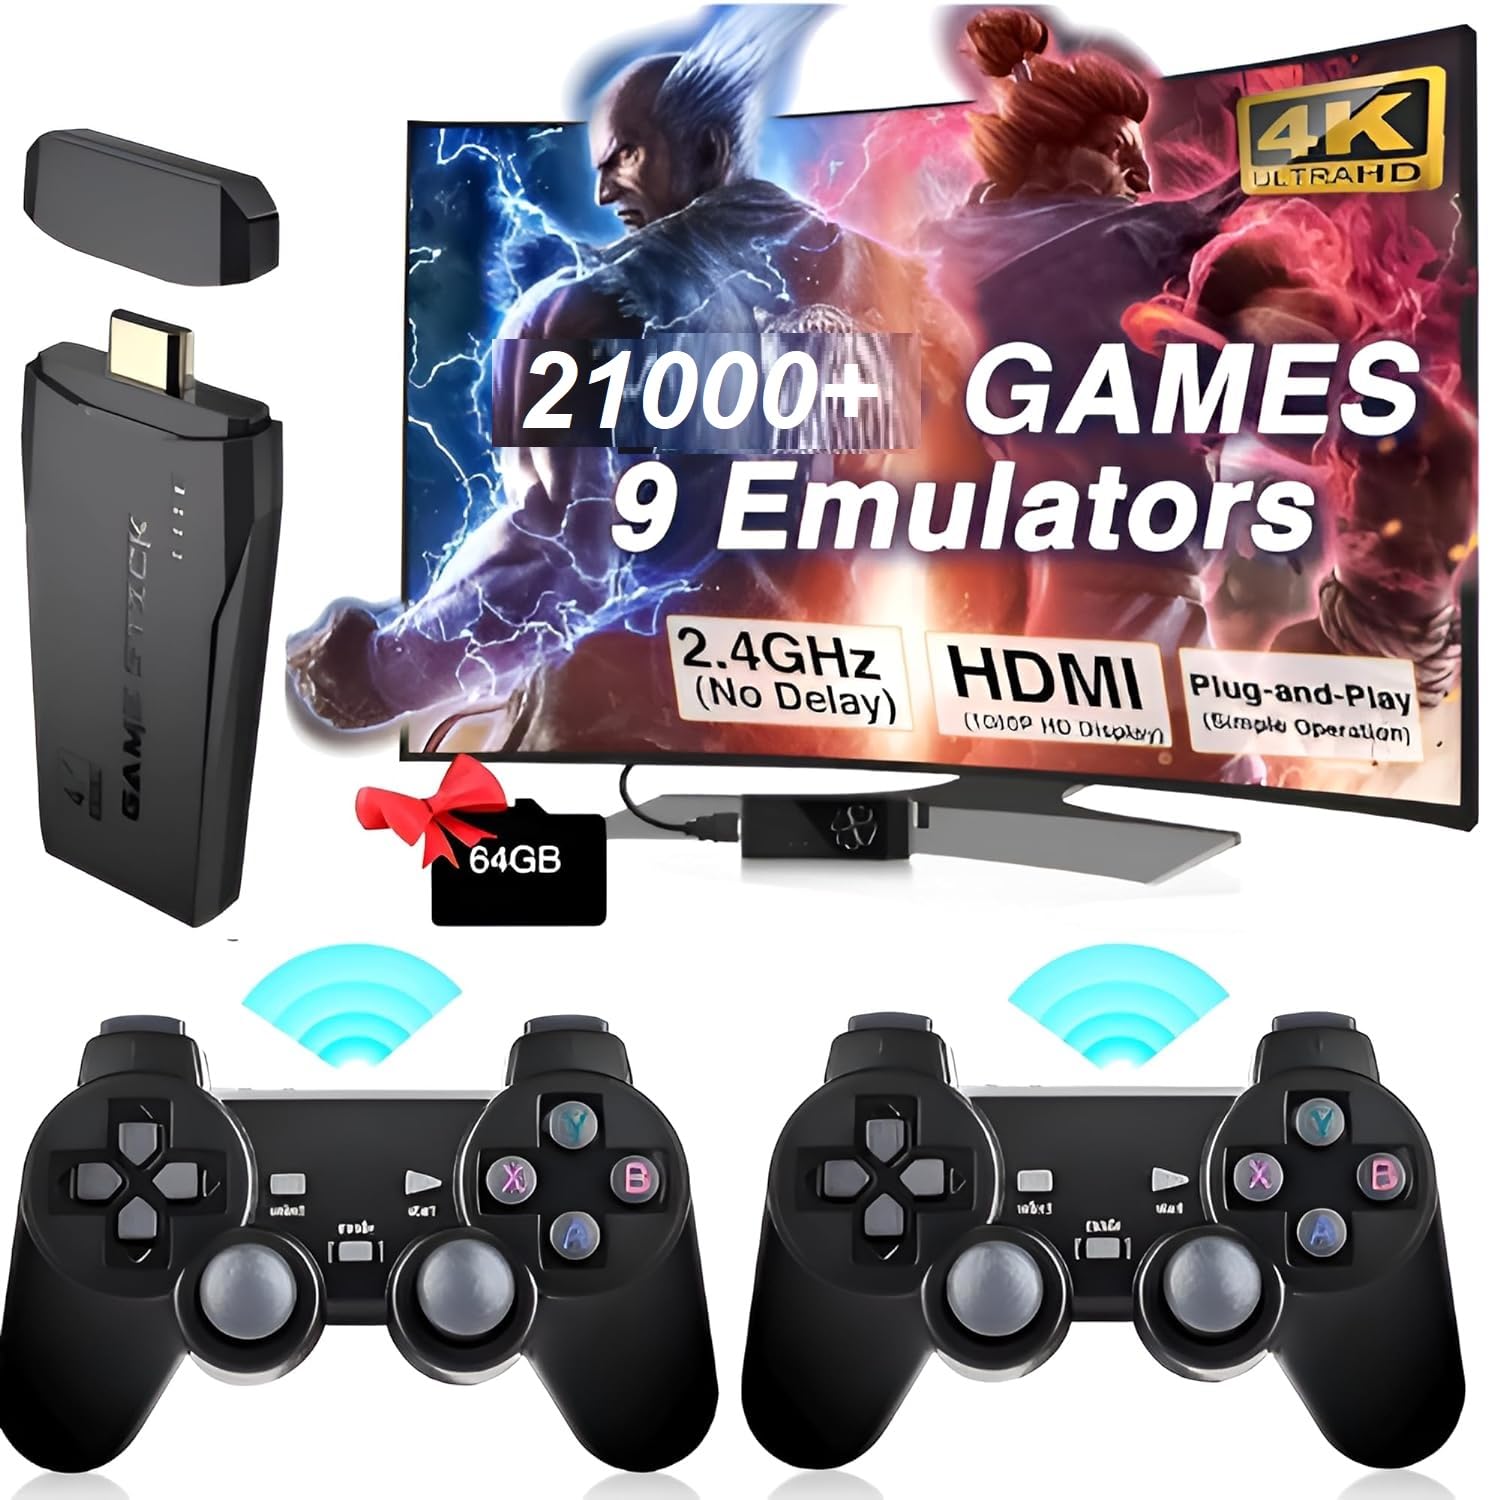 4K
ULTRAHD
21000+ GAMES
9 Emulators
2.4GHz
(No Delay)
HDMI
Plug-and-Play
GAME STICK
64GB
Y
X
B
A
Y
X
B
A